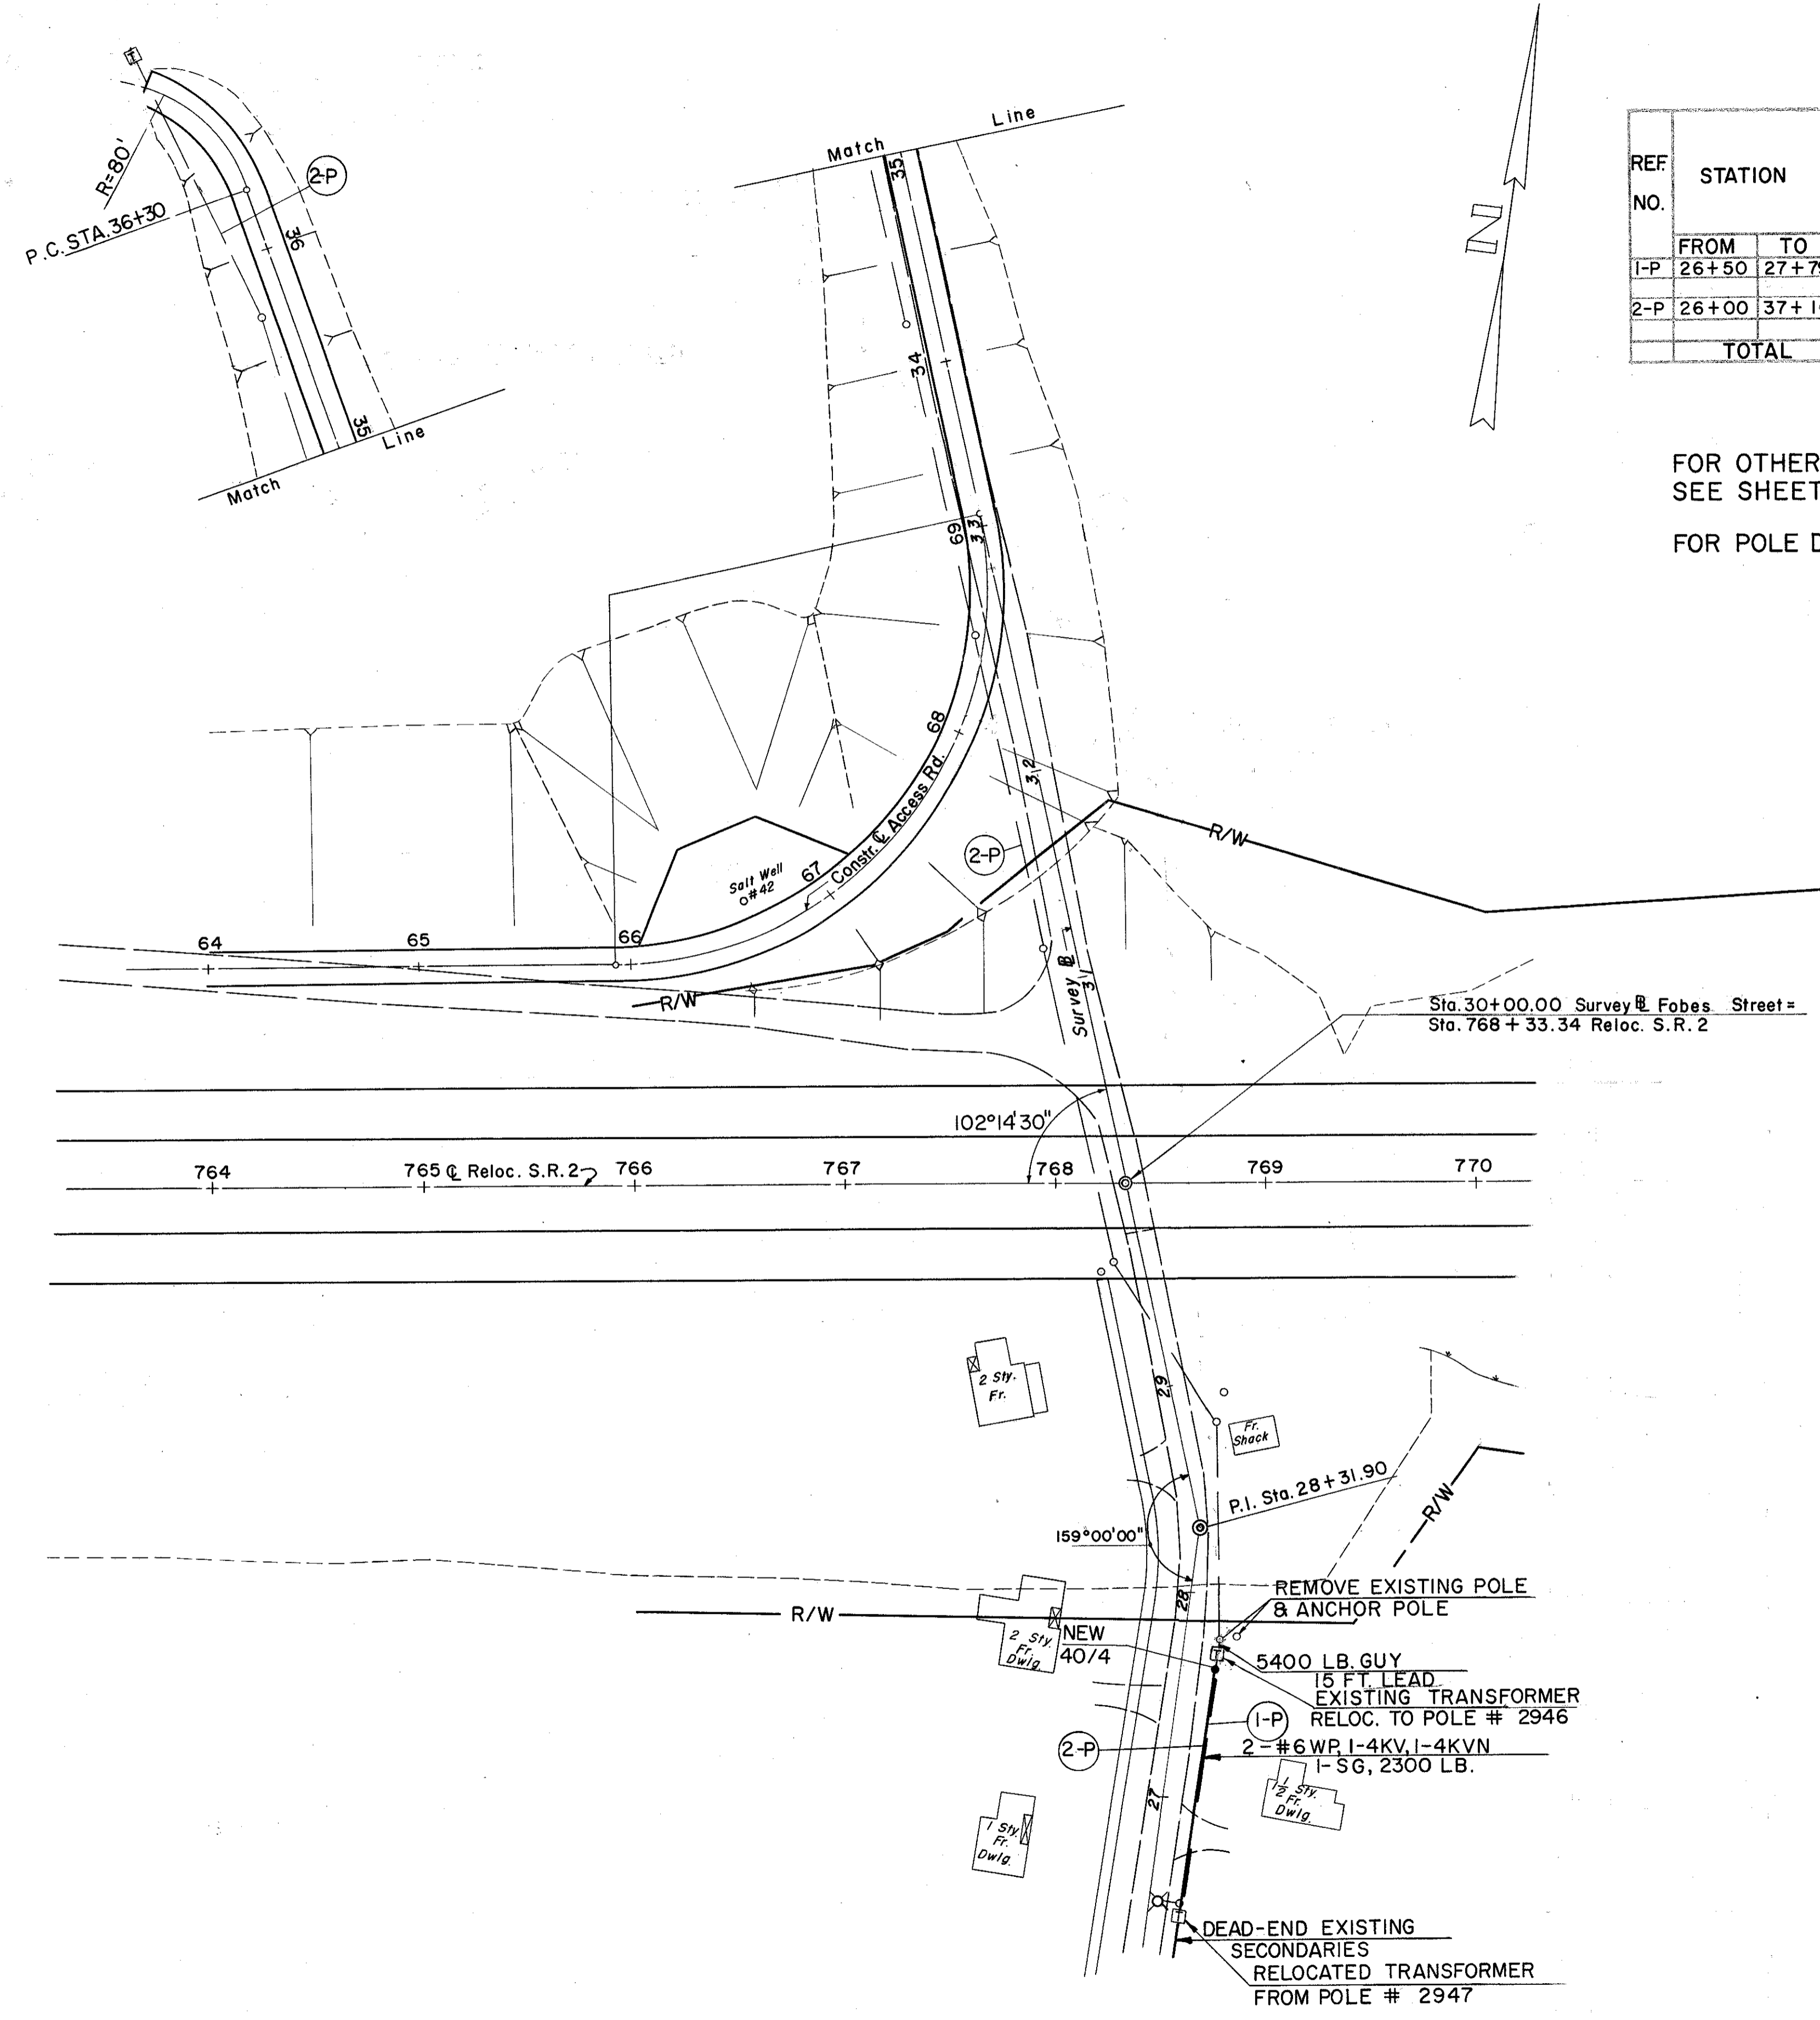 T
R=80'
2-P
P.C. STA. 36+30
36
35
Match Line
Match Line
35
34
69
33
N
REF. NO.
STATION
FROM TO
1-P 26+50
2-P 26+00
TOTAL
FOR OTHER
SEE SHEET
FOR POLE
68
Constr. ℄ Access Rd.
67
Salt Well
#42
32
2-P
R/W
64 65 66
R/W
Survey B̲L
31
Sta. 30+00.00 Survey BL Fobes Street =
Sta. 768 + 33.34 Reloc. S.R. 2
102°14'30"
764 765 ℄ Reloc. S.R. 2 766 767 768 769 770
2 Sty.
Fr.
29
Fr.
Shack
P.I. Sta. 28+31.90
R/W
159°00'00"
28
REMOVE EXISTING POLE
& ANCHOR POLE
R/W
2 Sty.
Fr.
Dwlg.
NEW
40/4
T
5400 LB. GUY
15 FT. LEAD
EXISTING TRANSFORMER
RELOC. TO POLE # 2946
1-P
2-P
2 - #6 WP, 1-4KV, 1-4KVN
1-SG, 2300 LB.
1 1/2 Sty.
Fr.
Dwlg.
27
1 Sty.
Fr.
Dwlg.
DEAD-END EXISTING
SECONDARIES
RELOCATED TRANSFORMER
FROM POLE # 2947